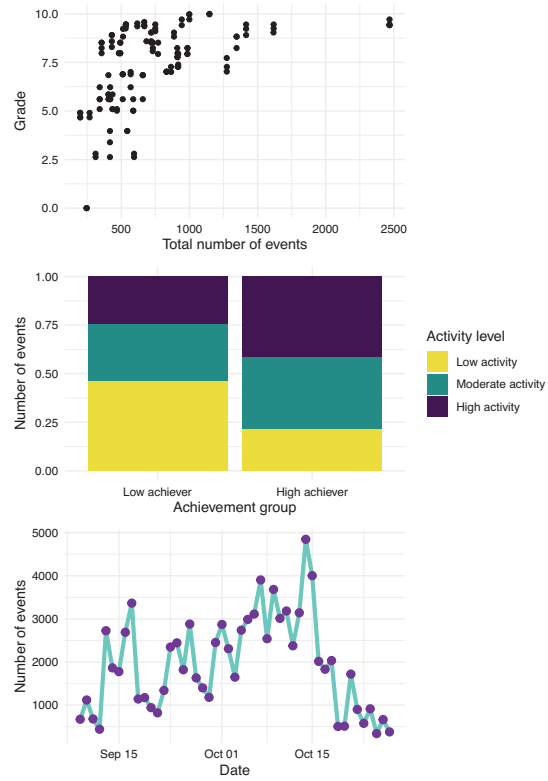 10.0
7.5
5.0
2.5
0.0
Grade
500 1000 1500 2000 2500
Total number of events
1.00
0.75
0.50
0.25
0.00
Number of events
Low achiever High achiever
Achievement group
Activity level
Low activity
Moderate activity
High activity
5000
4000
3000
2000
1000
Number of events
Sep 15 Oct 01 Oct 15
Date